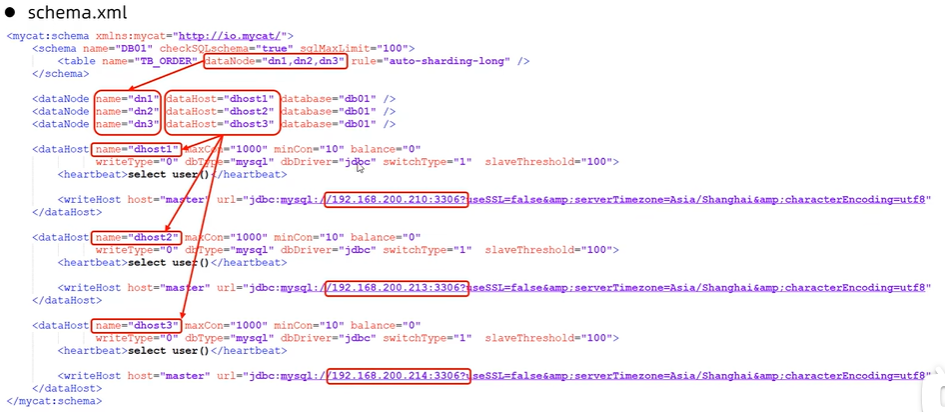 ● schema.xml
<mycat:schema xmlns:mycat="http://io.mycat/">
<schema name="DB01" checkSQLschema="true" sqlMaxLimit="100">
<table name="TB_ORDER" dataNode="dn1,dn2,dn3" rule="auto-sharding-long" />
</schema>
<dataNode name="dn1" dataHost="dhost1" database="db01" />
<dataNode name="dn2" dataHost="dhost2" database="db01" />
<dataNode name="dn3" dataHost="dhost3" database="db01" />
<dataHost name="dhost1" maxCon="1000" minCon="10" balance="0"
writeType="0" dbType="mysql" dbDriver="jdbc" switchType="1" slaveThreshold="100">
<heartbeat>select user()</heartbeat>
<writeHost host="master" url="jdbc:mysql://192.168.200.210:3306?useSSL=false&amp;serverTimezone=Asia/Shanghai&amp;characterEncoding=utf8"
</dataHost>
<dataHost name="dhost2" maxCon="1000" minCon="10" balance="0"
writeType="0" dbType="mysql" dbDriver="jdbc" switchType="1" slaveThreshold="100">
<heartbeat>select user()</heartbeat>
<writeHost host="master" url="jdbc:mysql://192.168.200.213:3306?useSSL=false&amp;serverTimezone=Asia/Shanghai&amp;characterEncoding=utf8"
</dataHost>
<dataHost name="dhost3" maxCon="1000" minCon="10" balance="0"
writeType="0" dbType="mysql" dbDriver="jdbc" switchType="1" slaveThreshold="100">
<heartbeat>select user()</heartbeat>
<writeHost host="master" url="jdbc:mysql://192.168.200.214:3306?useSSL=false&amp;serverTimezone=Asia/Shanghai&amp;characterEncoding=utf8"
</dataHost>
</mycat:schema>